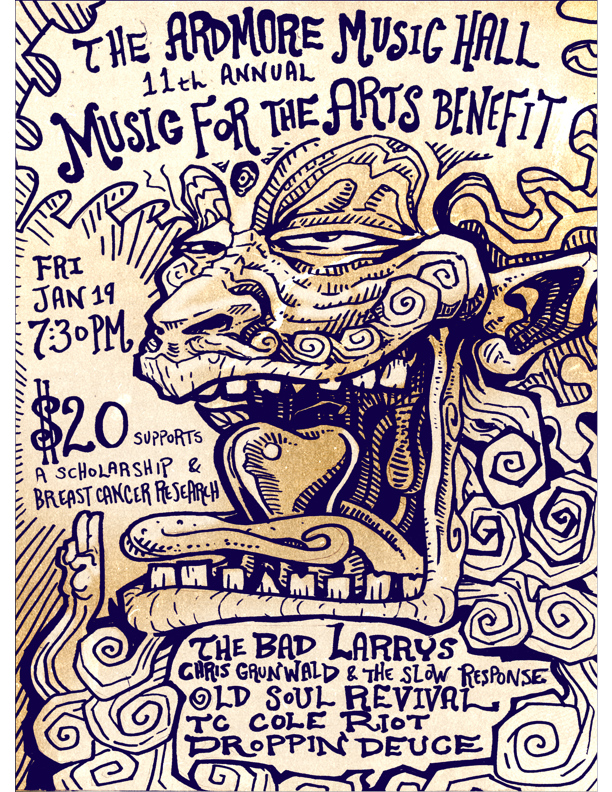 THE ARDMORE MUSIC HALL
11th ANNUAL
MUSIC FOR THE ARTS BENEFIT
FRI
JAN 19
7:30PM
$20 SUPPORTS
A SCHOLARSHIP &
BREAST CANCER RESEARCH
THE BAD LARRYS
CHRIS GRUNWALD & THE SLOW RESPONSE
OLD SOUL REVIVAL
TC COLE RIOT
DROPPIN' DEUCE